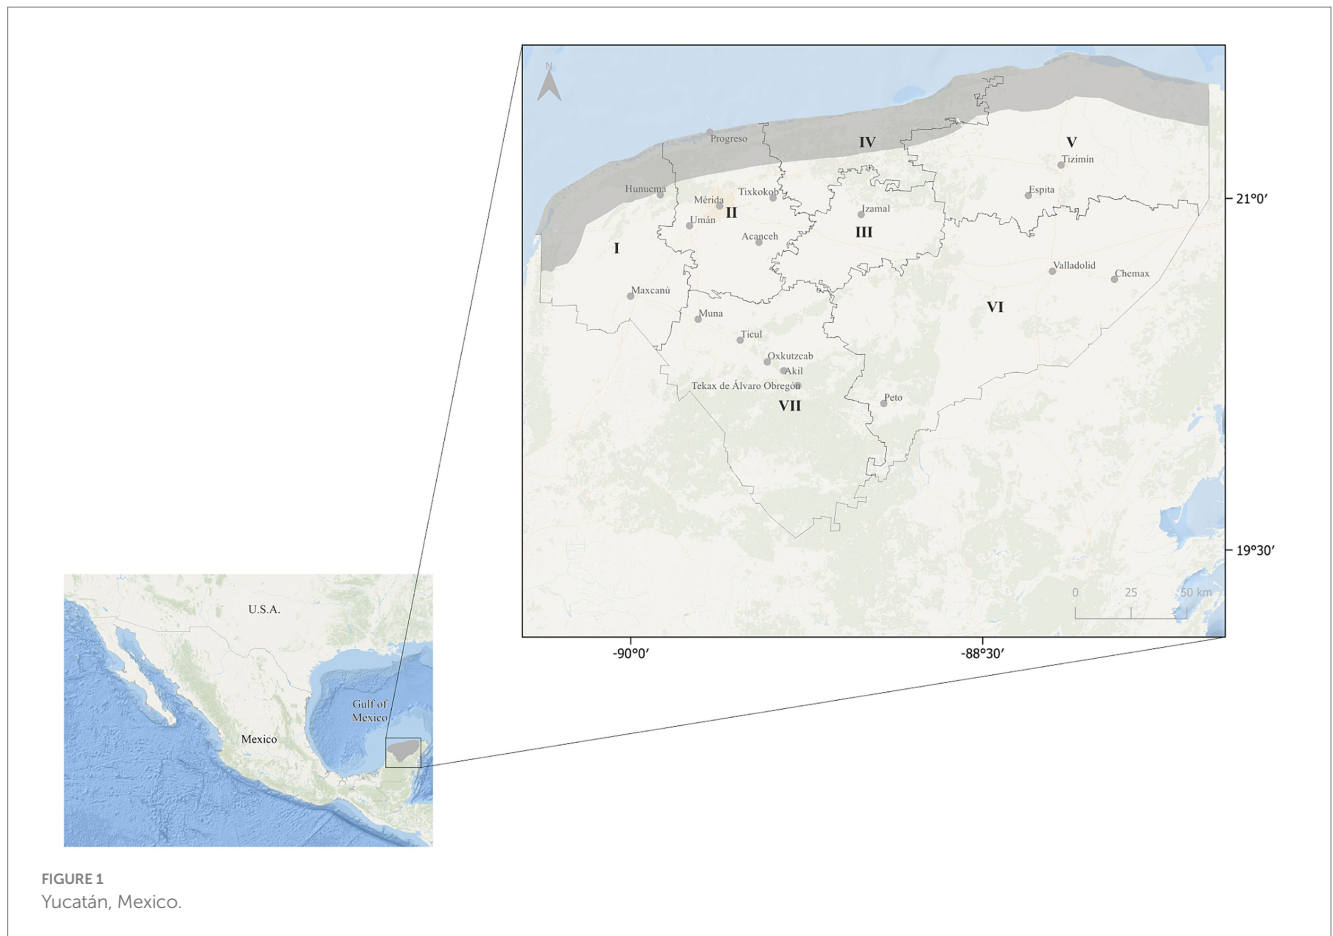 N
Progreso
IV
V
Tizimín
Hunucmá
Tixkokob
Espita
21°0′
Mérida
II
Izamal
Umán
III
Acanceh
I
Valladolid
Chemax
Maxcanú
VI
Muna
Ticul
Oxkutzcab
Akil
Tekax de Álvaro Obregón
Peto
VII
19°30′
0 25 50 km
-90°0′
-88°30′
U.S.A.
Gulf of
Mexico
Mexico
FIGURE 1
Yucatán, Mexico.